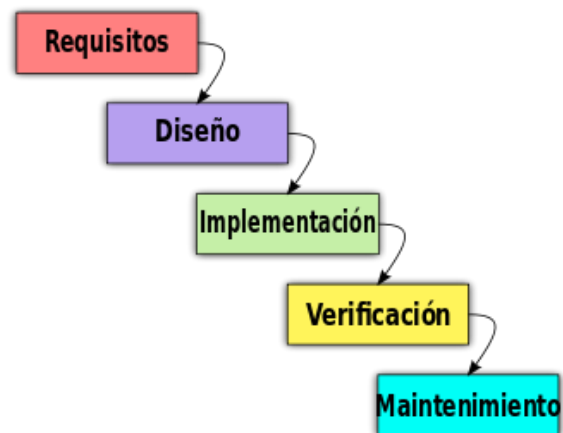 Requisitos
Diseño
Implementación
Verificación
Maintenimiento